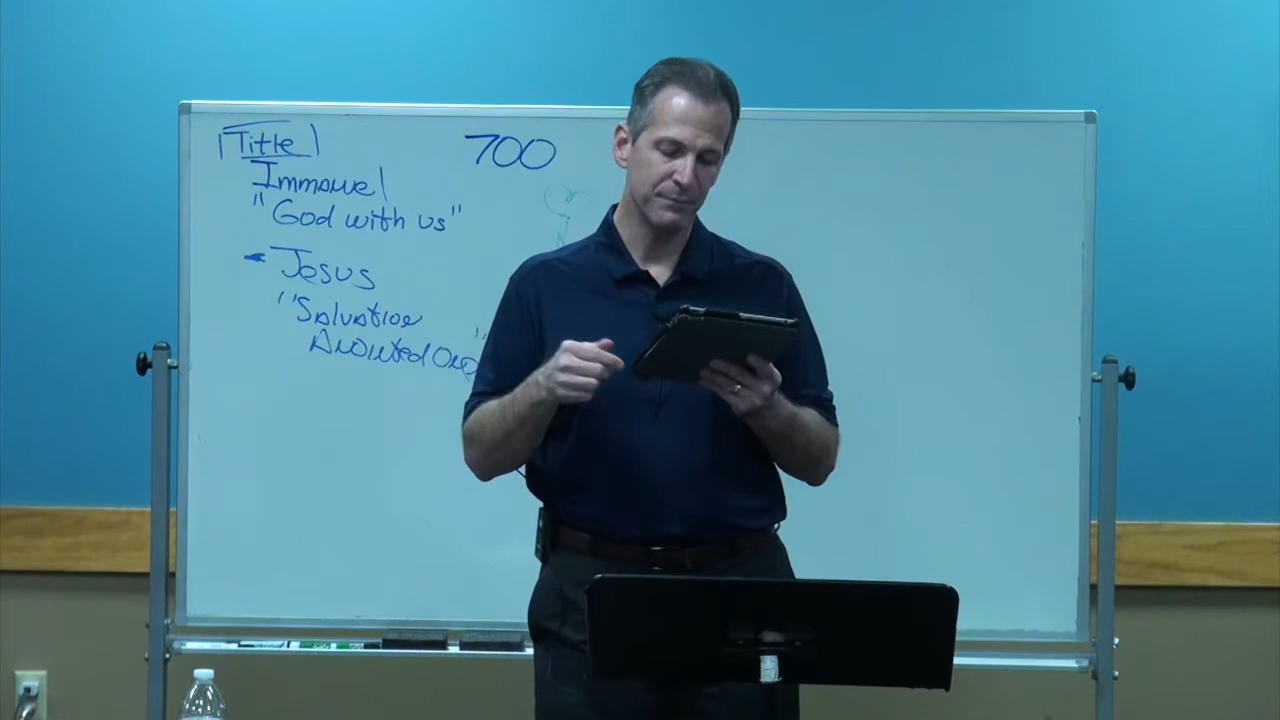 Title
700
Immanuel
"God with us"
Jesus
"Salvation
Anointed One"